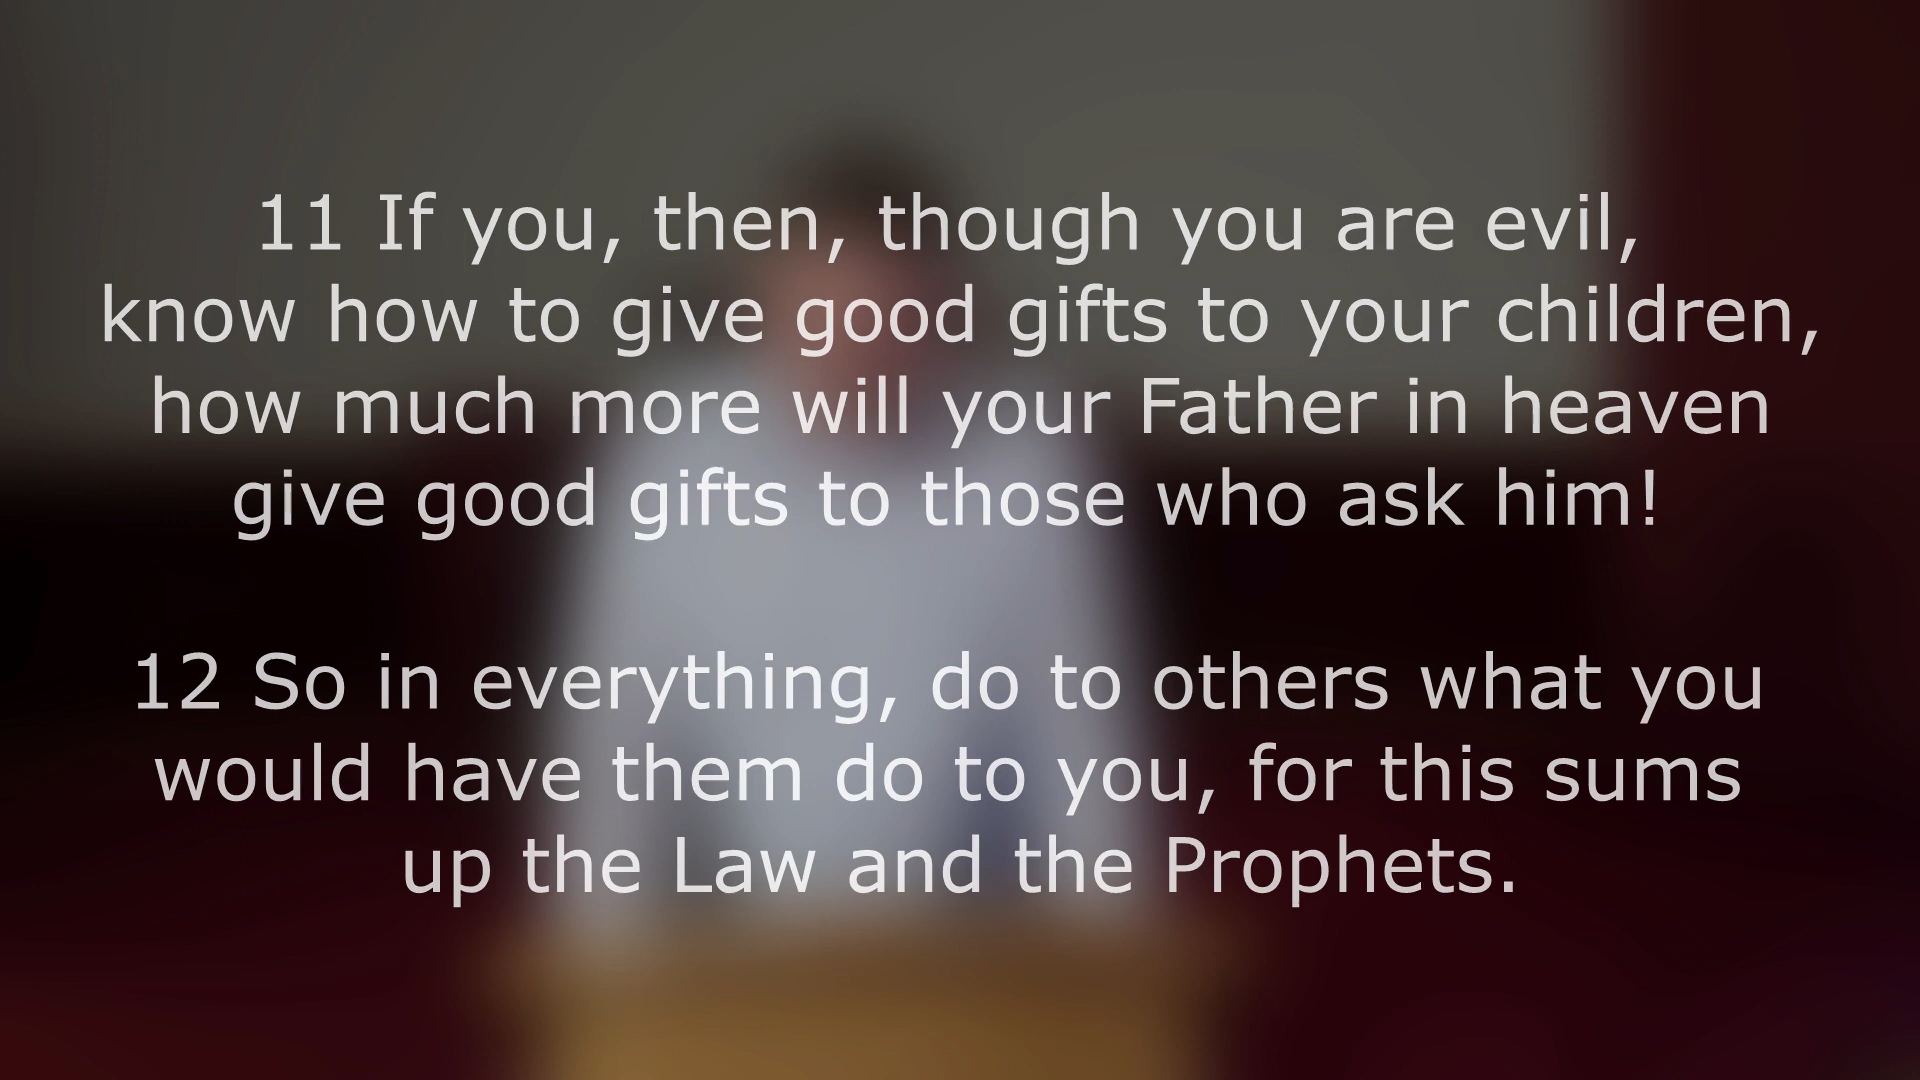 11 If you, then, though you are evil,
know how to give good gifts to your children,
how much more will your Father in heaven
give good gifts to those who ask him!
12 So in everything, do to others what you
would have them do to you, for this sums
up the Law and the Prophets.